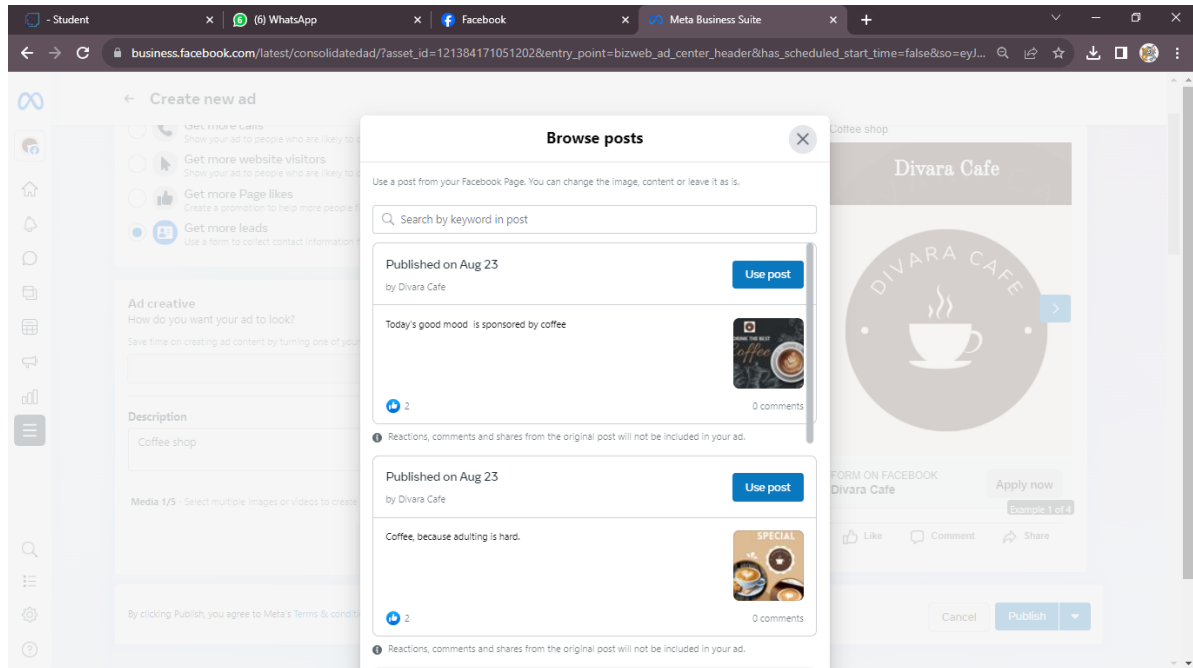 - Student
(6) WhatsApp
Facebook
Meta Business Suite
business.facebook.com/latest/consolidatedad/?asset_id=121384171051202&entry_point=bizweb_ad_center_header&has_scheduled_start_time=false&so=eyJ...
Create new ad
Get more calls
Show your ad to people who are likely to c
Get more website visitors
Show your ad to people who are likely to c
Get more Page likes
Create a promotion to help more people f
Get more leads
Use a form to collect contact information f
Ad creative
How do you want your ad to look?
Save time on creating ad content by turning one of your
Description
Coffee shop
Media 1/5 - Select multiple images or videos to create
By clicking Publish, you agree to Meta's Terms & conditi
Browse posts
Use a post from your Facebook Page. You can change the image, content or leave it as is.
Search by keyword in post
Published on Aug 23
by Divara Cafe
Use post
Today's good mood is sponsored by coffee
DRINK THE BEST
Coffee
2
0 comments
Reactions, comments and shares from the original post will not be included in your ad.
Published on Aug 23
by Divara Cafe
Use post
Coffee, because adulting is hard.
SPECIAL
2
0 comments
Reactions, comments and shares from the original post will not be included in your ad.
Coffee shop
Divara Cafe
DIVARA CAFE
FORM ON FACEBOOK
Divara Cafe
Apply now
Example 1 of 4
Like
Comment
Share
Cancel
Publish